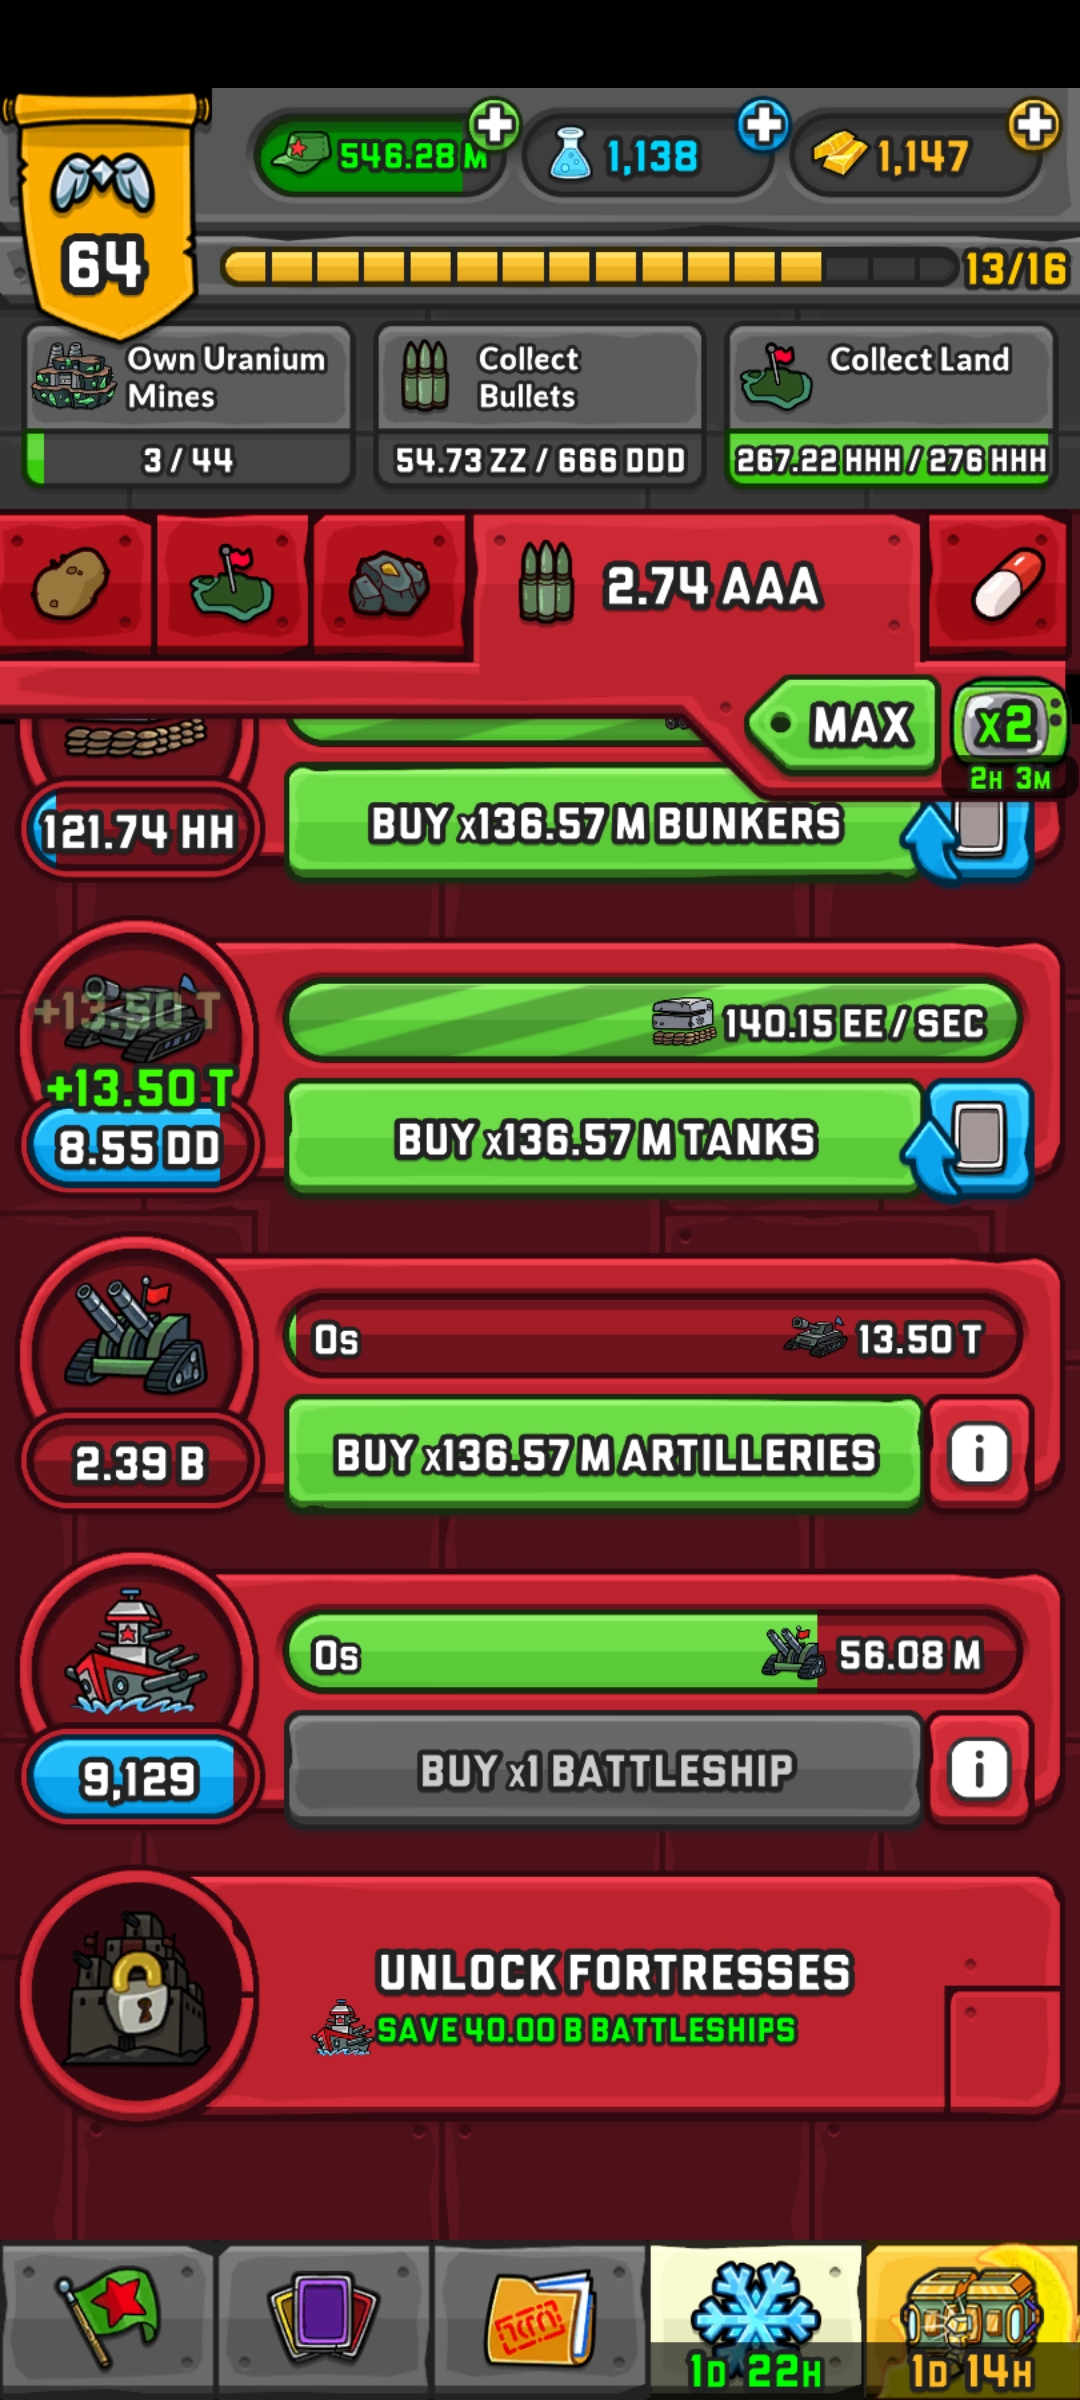 546.28 M
1,138
1,147
64
13/16
Own Uranium
Mines
3 / 44
Collect
Bullets
54.73 ZZ / 666 DDD
Collect Land
267.22 HHH / 276 HHH
2.74 AAA
MAX
x2
2H 3M
121.74 HH
BUY x136.57 M BUNKERS
+13.50 T
+13.50 T
8.55 DD
140.15 EE / SEC
BUY x136.57 M TANKS
0s
13.50 T
2.39 B
BUY x136.57 M ARTILLERIES
i
0s
56.08 M
9,129
BUY x1 BATTLESHIP
i
UNLOCK FORTRESSES
SAVE 40.00 B BATTLESHIPS
1D 22H
1D 14H